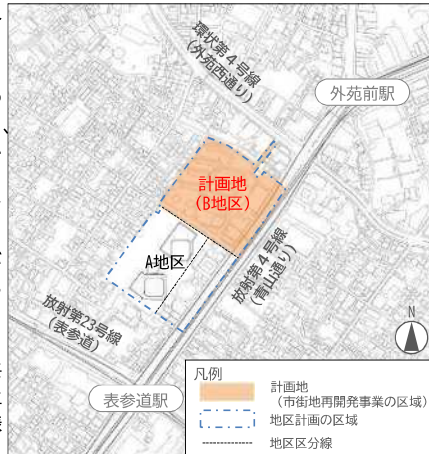 環状第4号線
(外苑西通り)
外苑前駅
計画地
(B地区)
A地区
放射第4号線
(青山通り)
放射第23号線
(表参道)
表参道駅
N
凡例
計画地
(市街地再開発事業の区域)
地区計画の区域
地区区分線